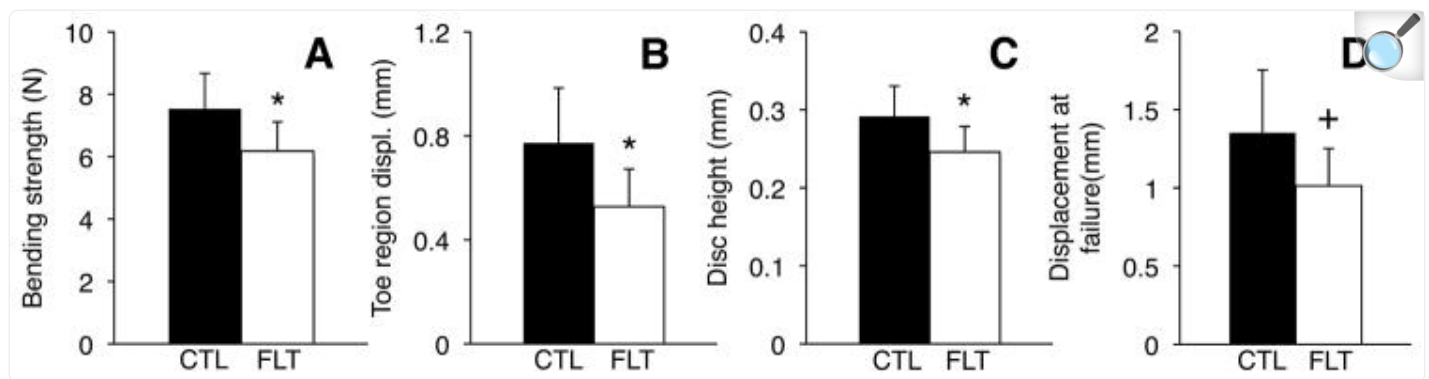 A
Bending strength (N)
10
8
6
4
2
0
*
CTL FLT
B
Toe region displ. (mm)
1.2
0.8
0.4
0
*
CTL FLT
C
Disc height (mm)
0.4
0.3
0.2
0.1
0
*
CTL FLT
D
Displacement at
failure(mm)
2
1.5
1
0.5
0
+
CTL FLT